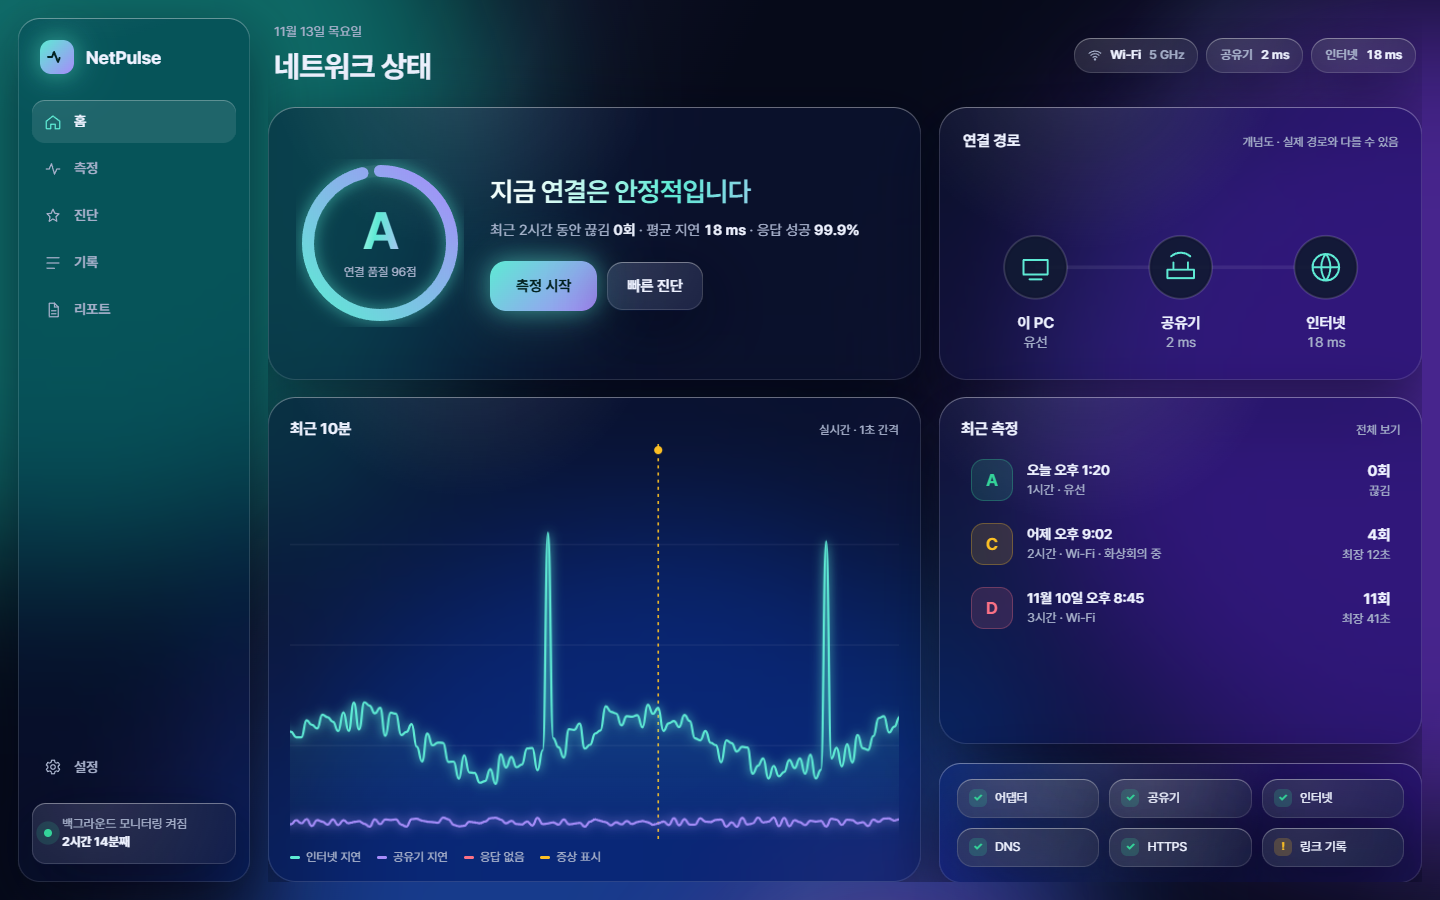 NetPulse
홈
측정
진단
기록
리포트
설정
백그라운드 모니터링 켜짐
2시간 14분째
11월 13일 목요일
네트워크 상태
Wi-Fi 5 GHz
공유기 2 ms
인터넷 18 ms
A
연결 품질 96점
지금 연결은 안정적입니다
최근 2시간 동안 끊김 0회 · 평균 지연 18 ms · 응답 성공 99.9%
측정 시작
빠른 진단
연결 경로
개념도 · 실제 경로와 다를 수 있음
이 PC
유선
공유기
2 ms
인터넷
18 ms
최근 10분
실시간 · 1초 간격
인터넷 지연
공유기 지연
응답 없음
증상 표시
최근 측정
전체 보기
A
오늘 오후 1:20
1시간 · 유선
0회
끊김
C
어제 오후 9:02
2시간 · Wi-Fi · 화상회의 중
4회
최장 12초
D
11월 10일 오후 8:45
3시간 · Wi-Fi
11회
최장 41초
어댑터
공유기
인터넷
DNS
HTTPS
! 링크 기록